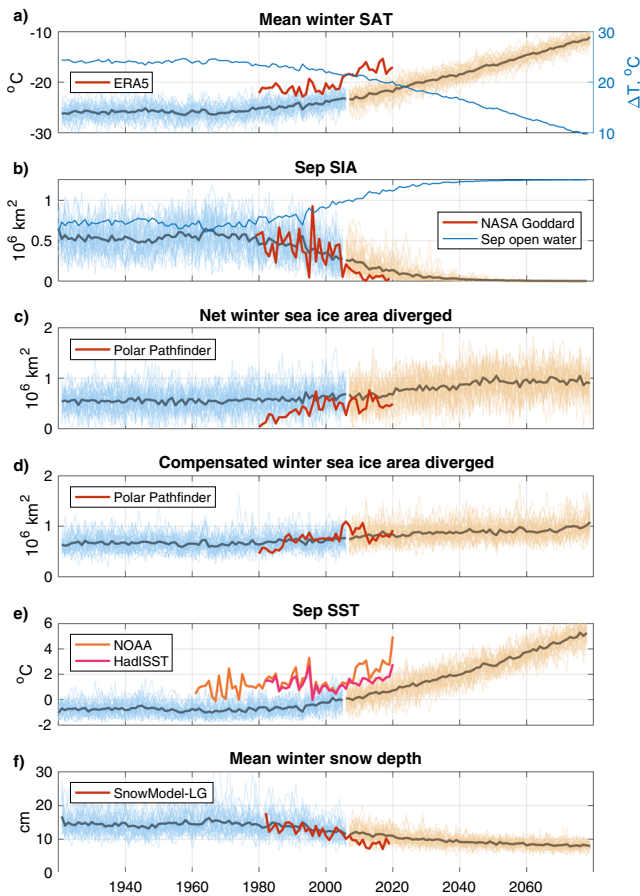 a) Mean winter SAT
-10
-20
-30
°C
ERA5
30
20
10
ΔT, °C
b) Sep SIA
1
0.5
0
10⁶ km²
NASA Goddard
Sep open water
c) Net winter sea ice area diverged
2
1
0
10⁶ km²
Polar Pathfinder
d) Compensated winter sea ice area diverged
2
1
0
10⁶ km²
Polar Pathfinder
e) Sep SST
6
4
2
0
-2
°C
NOAA
HadISST
f) Mean winter snow depth
30
20
10
0
cm
SnowModel-LG
1940 1960 1980 2000 2020 2040 2060